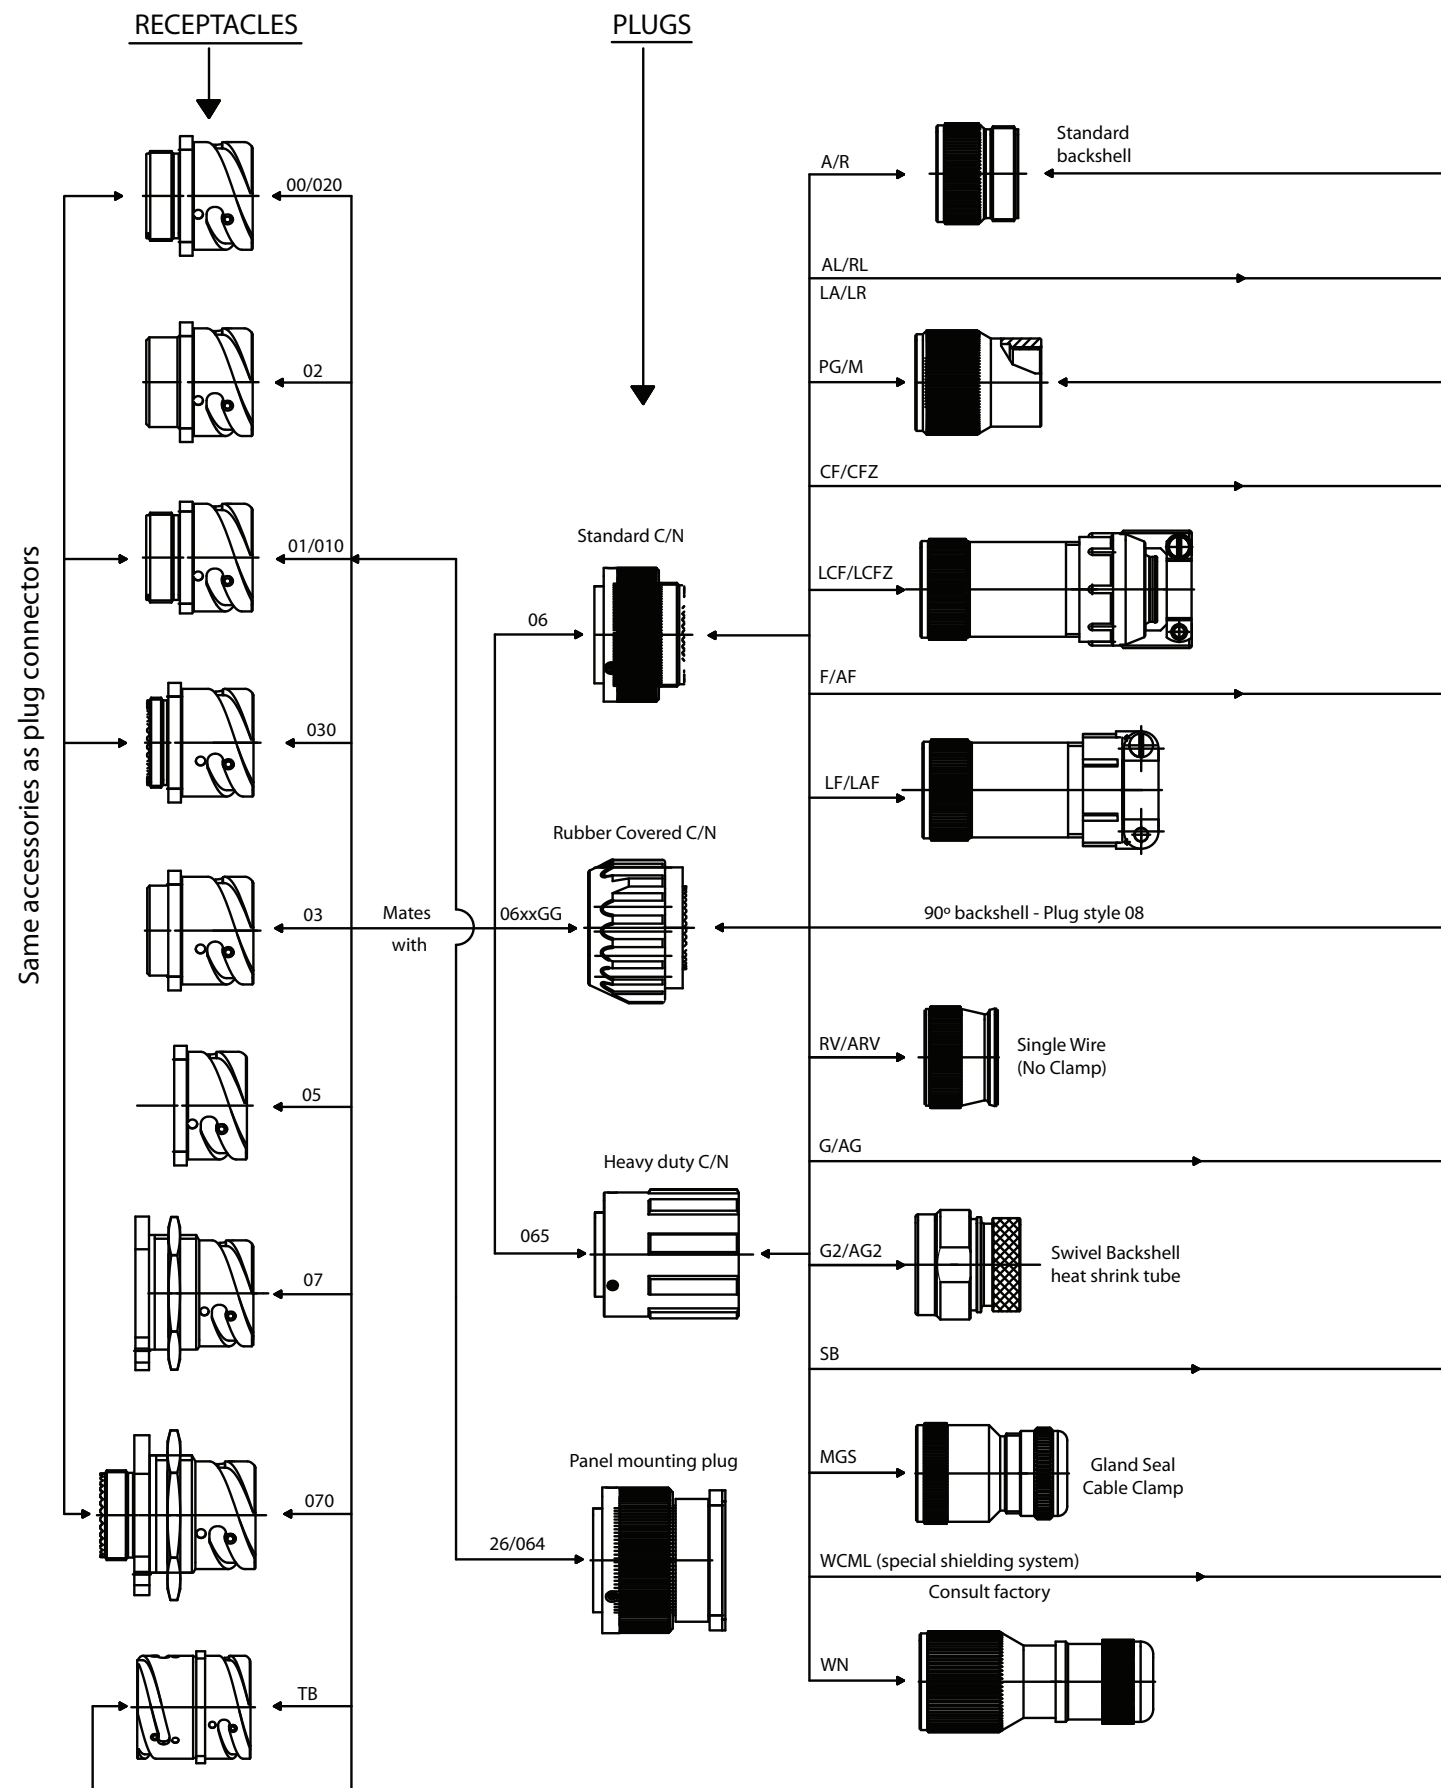 RECEPTACLES
PLUGS
Same accessories as plug connectors
00/020
02
01/010
030
03
05
07
070
TB
Mates
with
Standard C/N
06
Rubber Covered C/N
06xxGG
Heavy duty C/N
065
Panel mounting plug
26/064
A/R
Standard
backshell
AL/RL
LA/LR
PG/M
CF/CFZ
LCF/LCFZ
F/AF
LF/LAF
90º backshell - Plug style 08
RV/ARV
Single Wire
(No Clamp)
G/AG
G2/AG2
Swivel Backshell
heat shrink tube
SB
MGS
Gland Seal
Cable Clamp
WCML (special shielding system)
Consult factory
WN